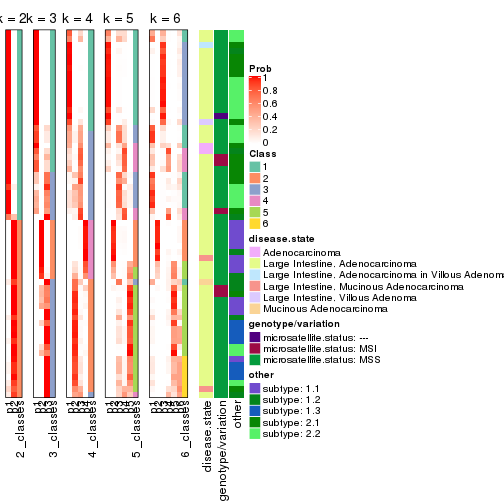 k = 2
k = 3
k = 4
k = 5
k = 6
Prob
1
0.8
0.6
0.4
0.2
0
Class
1
2
3
4
5
6
disease.state
Adenocarcinoma
Large Intestine. Adenocarcinoma
Large Intestine. Adenocarcinoma in Villous Adenom
Large Intestine. Mucinous Adenocarcinoma
Large Intestine. Villous Adenoma
Mucinous Adenocarcinoma
genotype/variation
microsatellite.status: ---
microsatellite.status: MSI
microsatellite.status: MSS
other
subtype: 1.1
subtype: 1.2
subtype: 1.3
subtype: 2.1
subtype: 2.2
2_classes
3_classes
4_classes
5_classes
6_classes
disease.state
genotype/variation
other